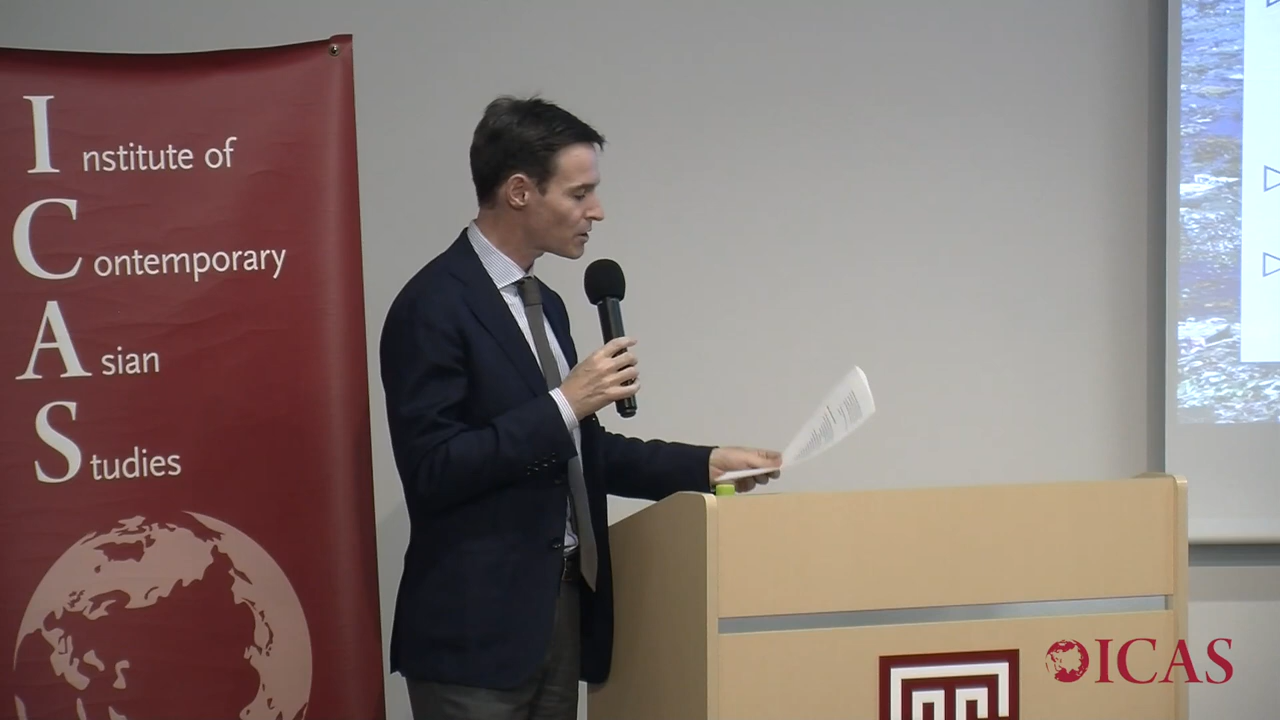 Institute of
Contemporary
Asian
Studies
ICAS